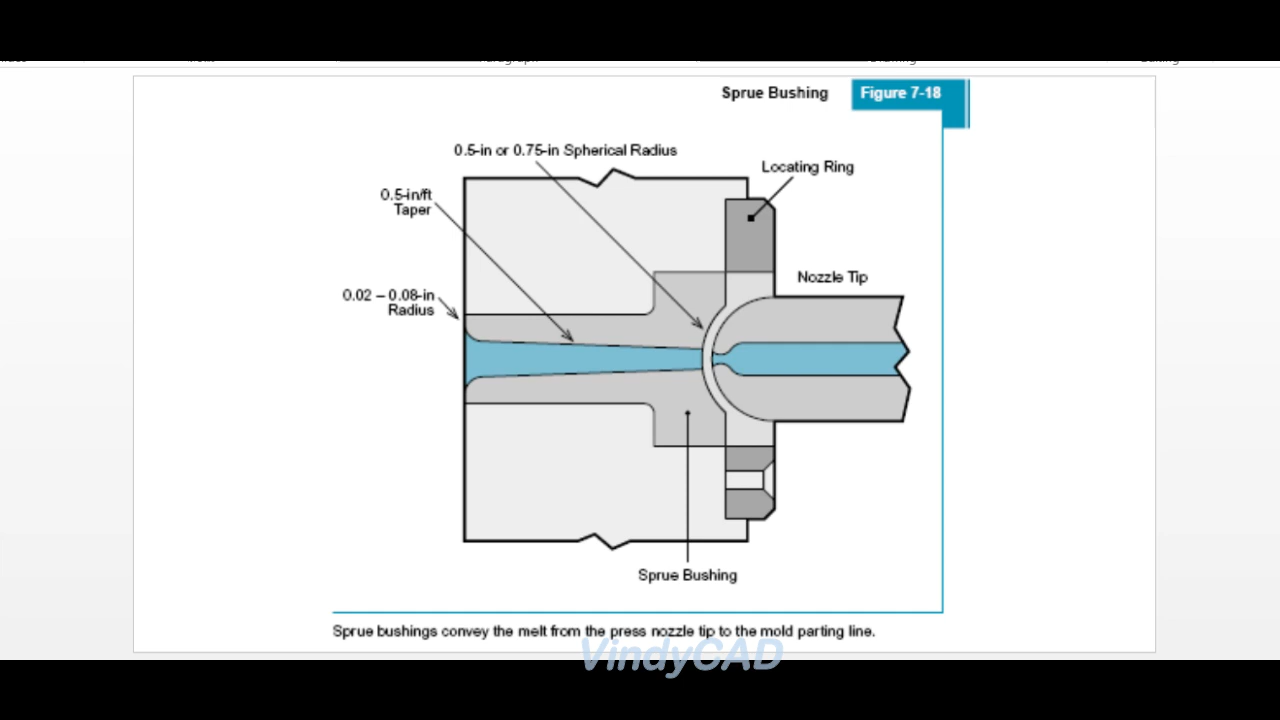 Sprue Bushing
Figure 7-18
0.5-in or 0.75-in Spherical Radius
Locating Ring
0.5-in/ft
Taper
Nozzle Tip
0.02 – 0.08-in
Radius
Sprue Bushing
Sprue bushings convey the melt from the press nozzle tip to the mold parting line.
VindyCAD